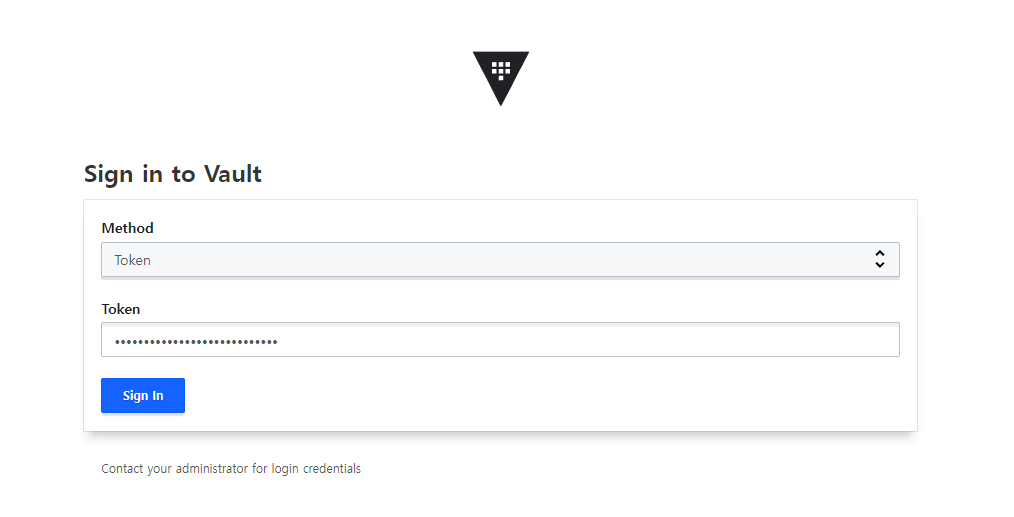 Sign in to Vault
Method
Token
Token
••••••••••••••••••••••••••••
Sign In
Contact your administrator for login credentials